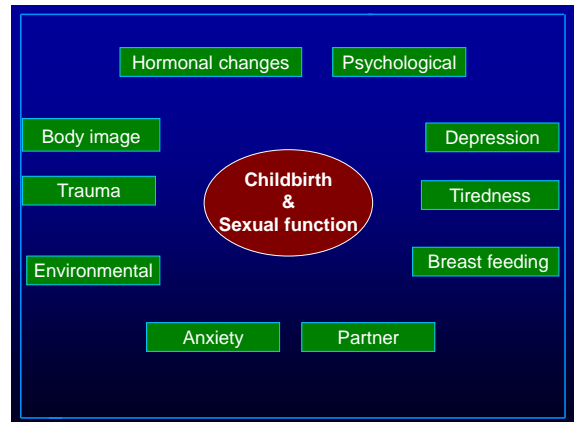 Hormonal changes
Psychological
Body image
Depression
Trauma
Childbirth
&
Sexual function
Tiredness
Environmental
Breast feeding
Anxiety
Partner